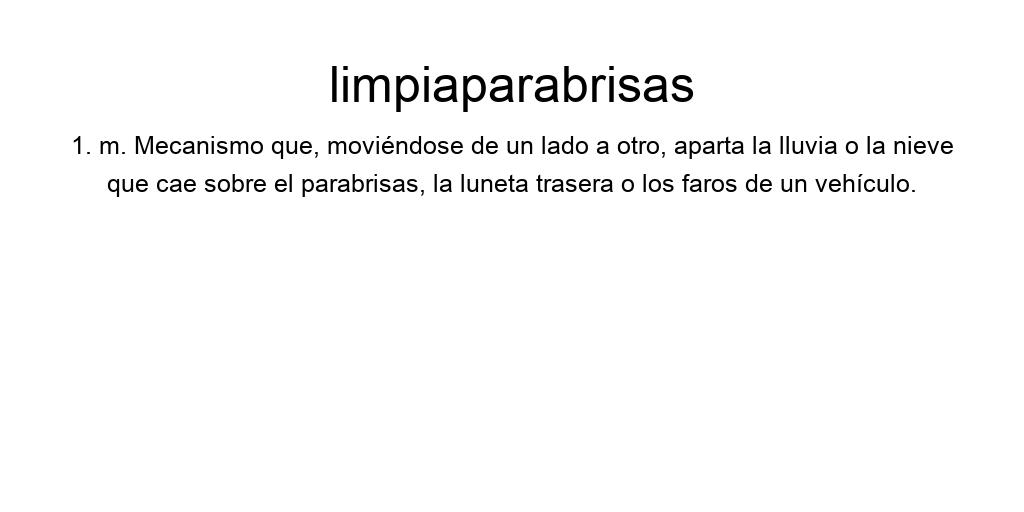 limpiaparabrisas
1. m. Mecanismo que, moviéndose de un lado a otro, aparta la lluvia o la nieve
que cae sobre el parabrisas, la luneta trasera o los faros de un vehículo.